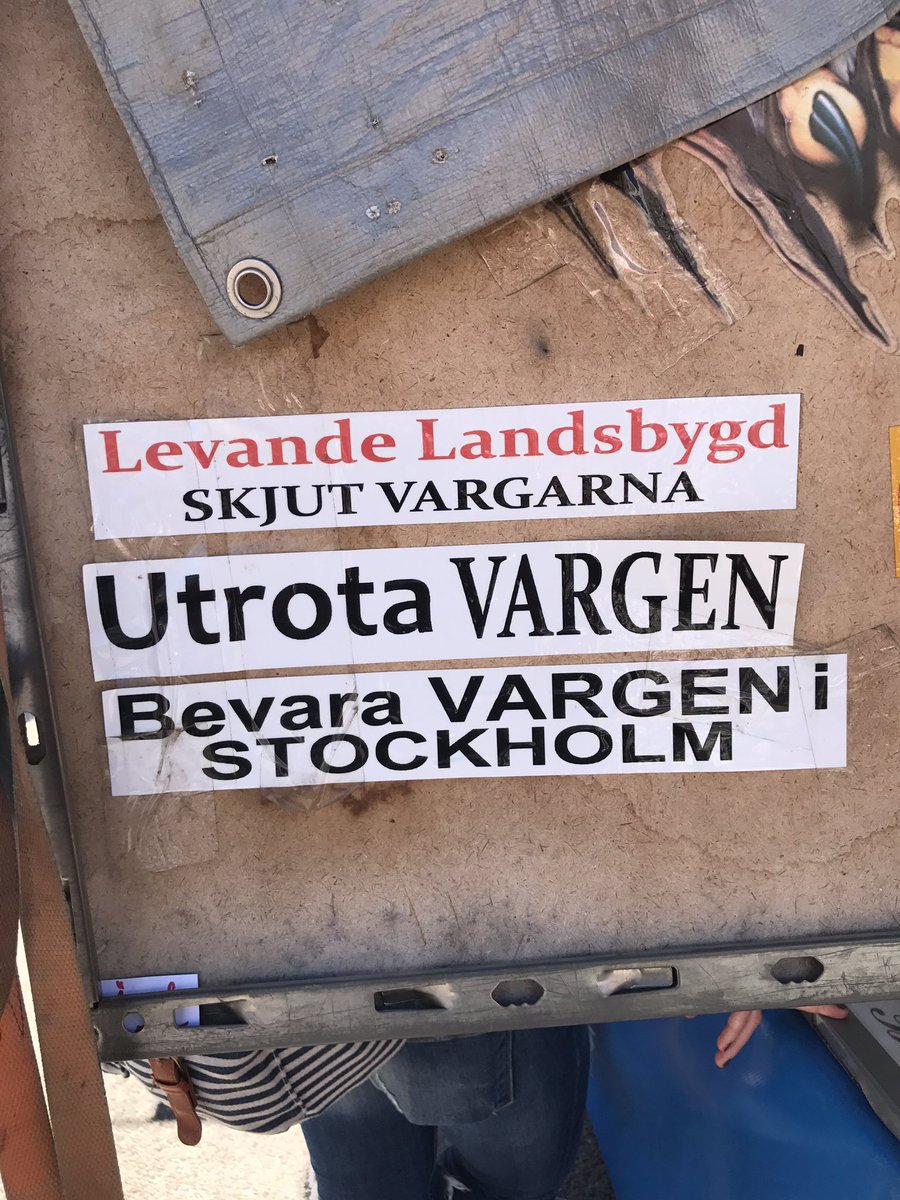 Levande Landsbygd
SKJUT VARGARNA
Utrota VARGEN
Bevara VARGEN i
STOCKHOLM